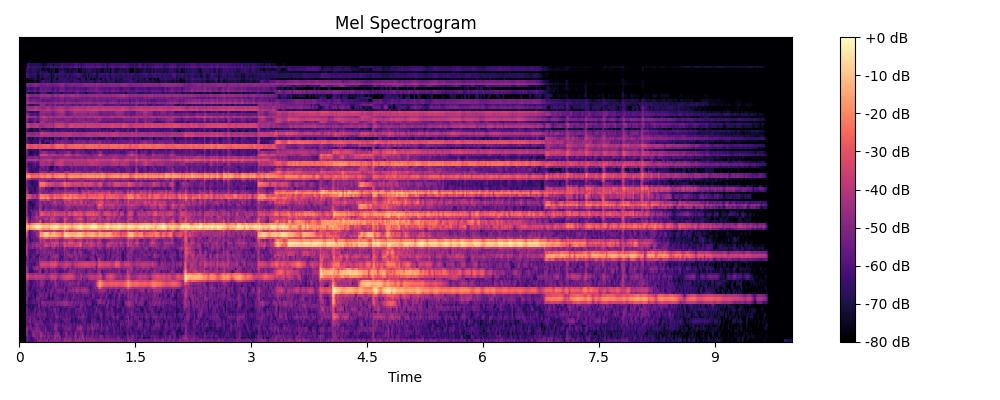 Mel Spectrogram
+0 dB
-10 dB
-20 dB
-30 dB
-40 dB
-50 dB
-60 dB
-70 dB
-80 dB
0 1.5 3 4.5 6 7.5 9
Time